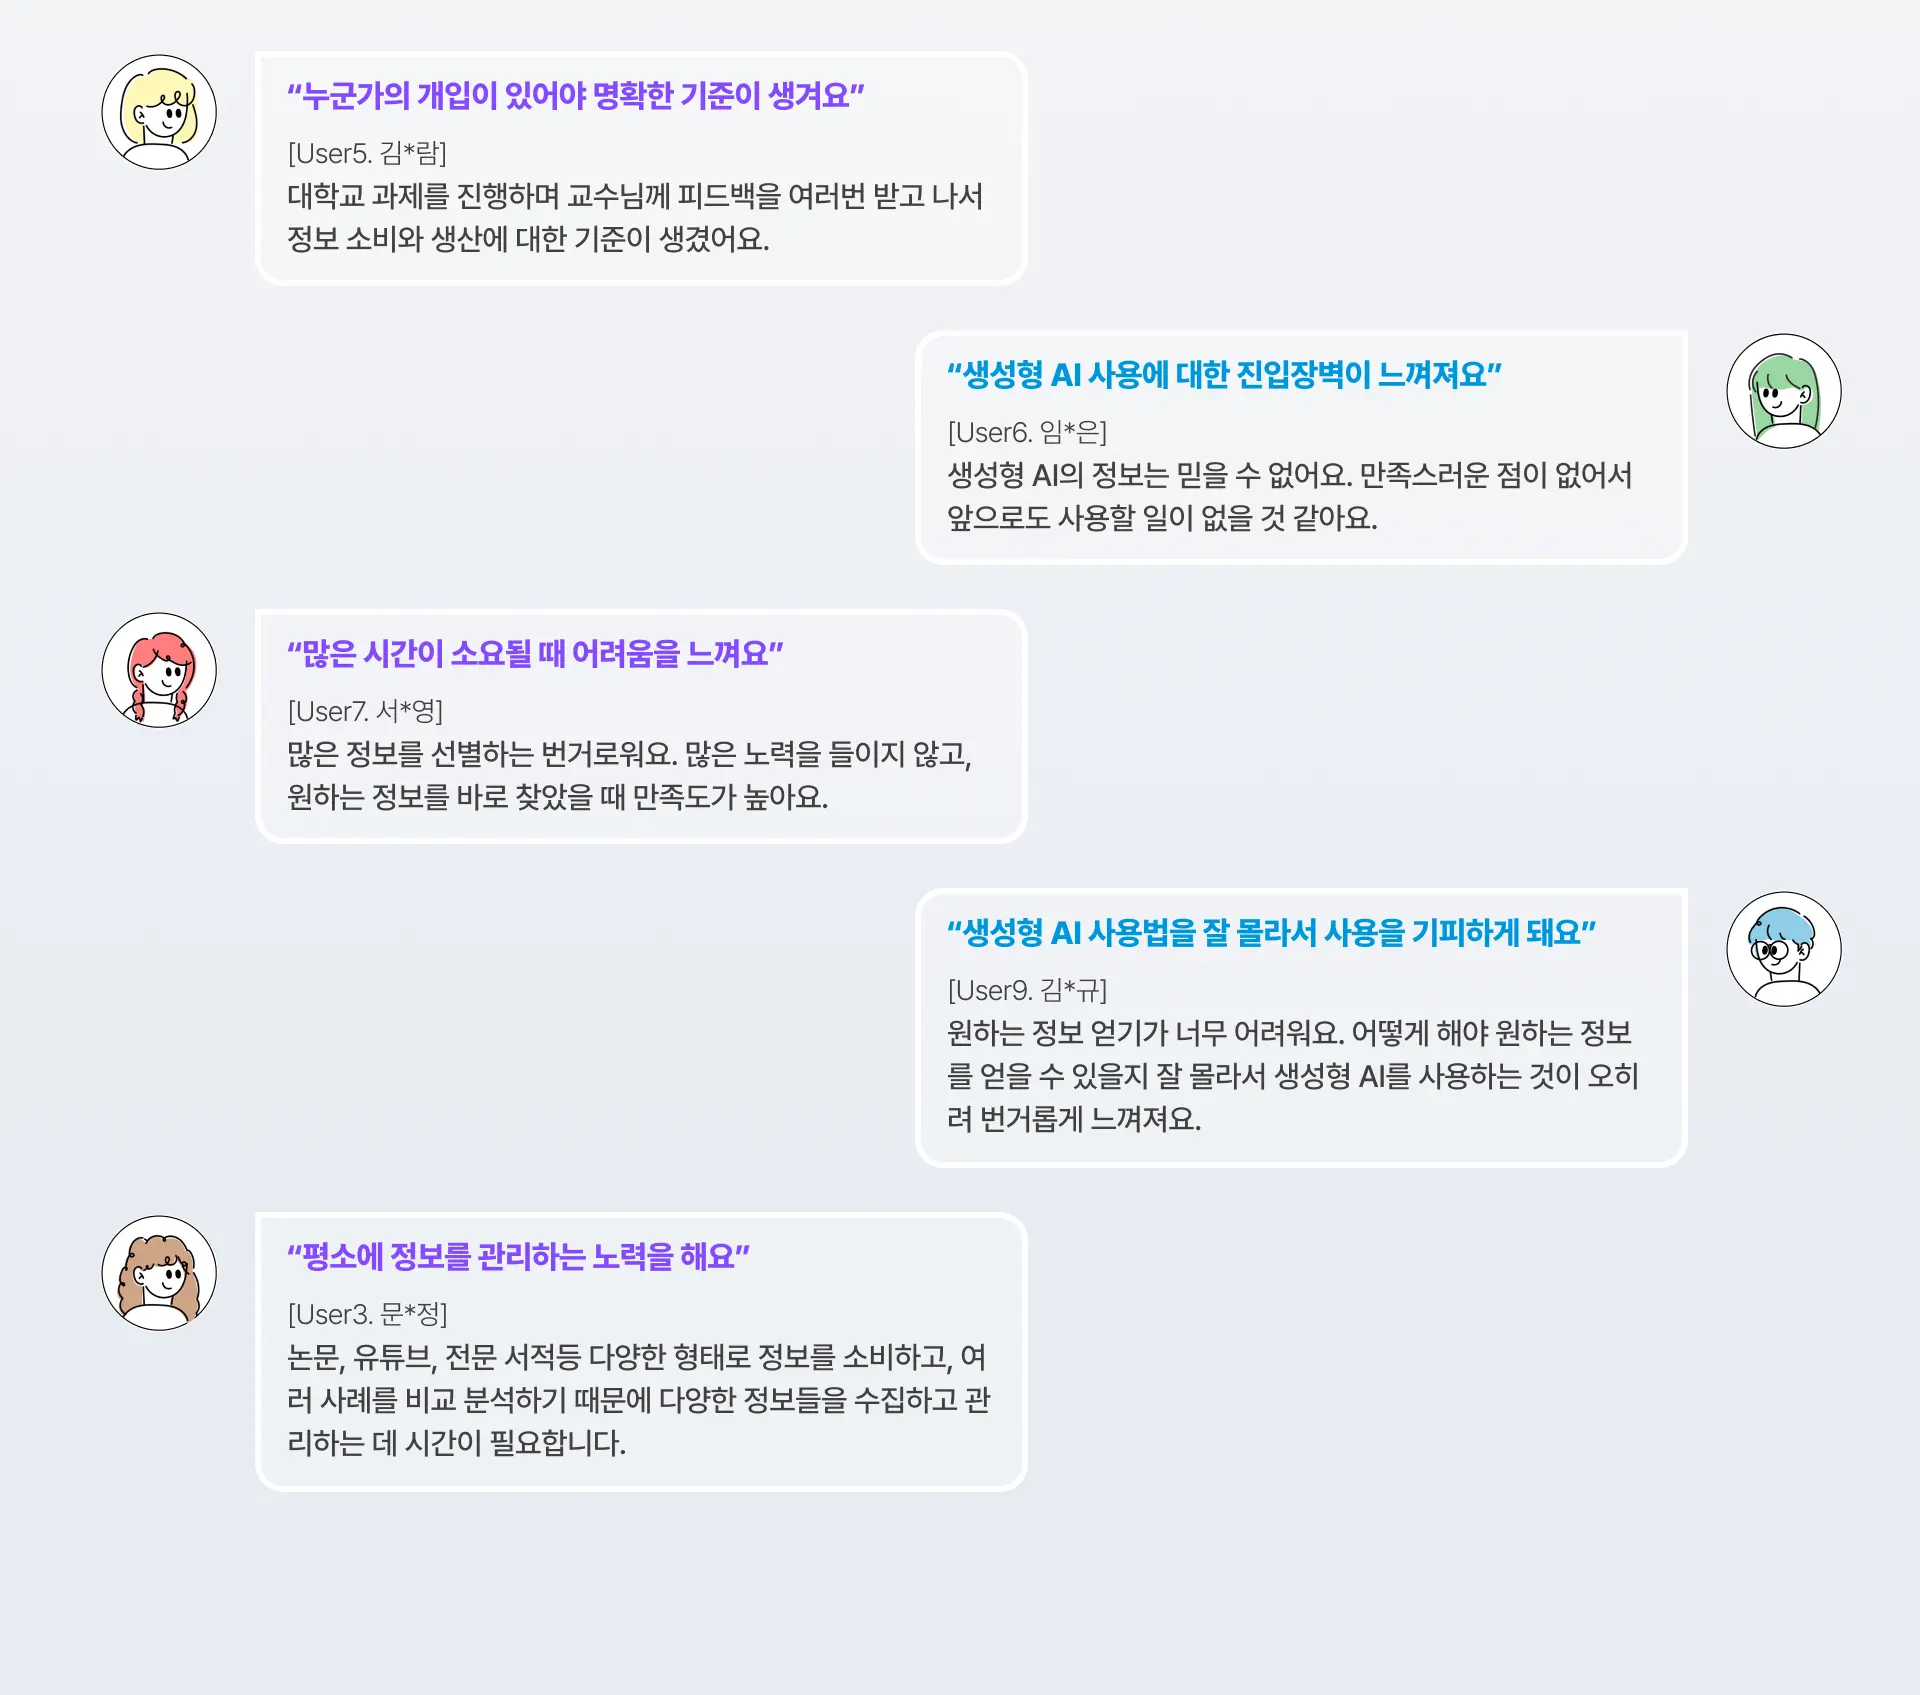 “누군가의 개입이 있어야 명확한 기준이 생겨요”
[User5. 김*람]
대학교 과제를 진행하며 교수님께 피드백을 여러번 받고 나서
정보 소비와 생산에 대한 기준이 생겼어요.
“생성형 AI 사용에 대한 진입장벽이 느껴져요”
[User6. 임*은]
생성형 AI의 정보는 믿을 수 없어요. 만족스러운 점이 없어서
앞으로도 사용할 일이 없을 것 같아요.
“많은 시간이 소요될 때 어려움을 느껴요”
[User7. 서*영]
많은 정보를 선별하는 번거로워요. 많은 노력을 들이지 않고,
원하는 정보를 바로 찾았을 때 만족도가 높아요.
“생성형 AI 사용법을 잘 몰라서 사용을 기피하게 돼요”
[User9. 김*규]
원하는 정보 얻기가 너무 어려워요. 어떻게 해야 원하는 정보
를 얻을 수 있을지 잘 몰라서 생성형 AI를 사용하는 것이 오히
려 번거롭게 느껴져요.
“평소에 정보를 관리하는 노력을 해요”
[User3. 문*정]
논문, 유튜브, 전문 서적등 다양한 형태로 정보를 소비하고, 여
러 사례를 비교 분석하기 때문에 다양한 정보들을 수집하고 관
리하는 데 시간이 필요합니다.